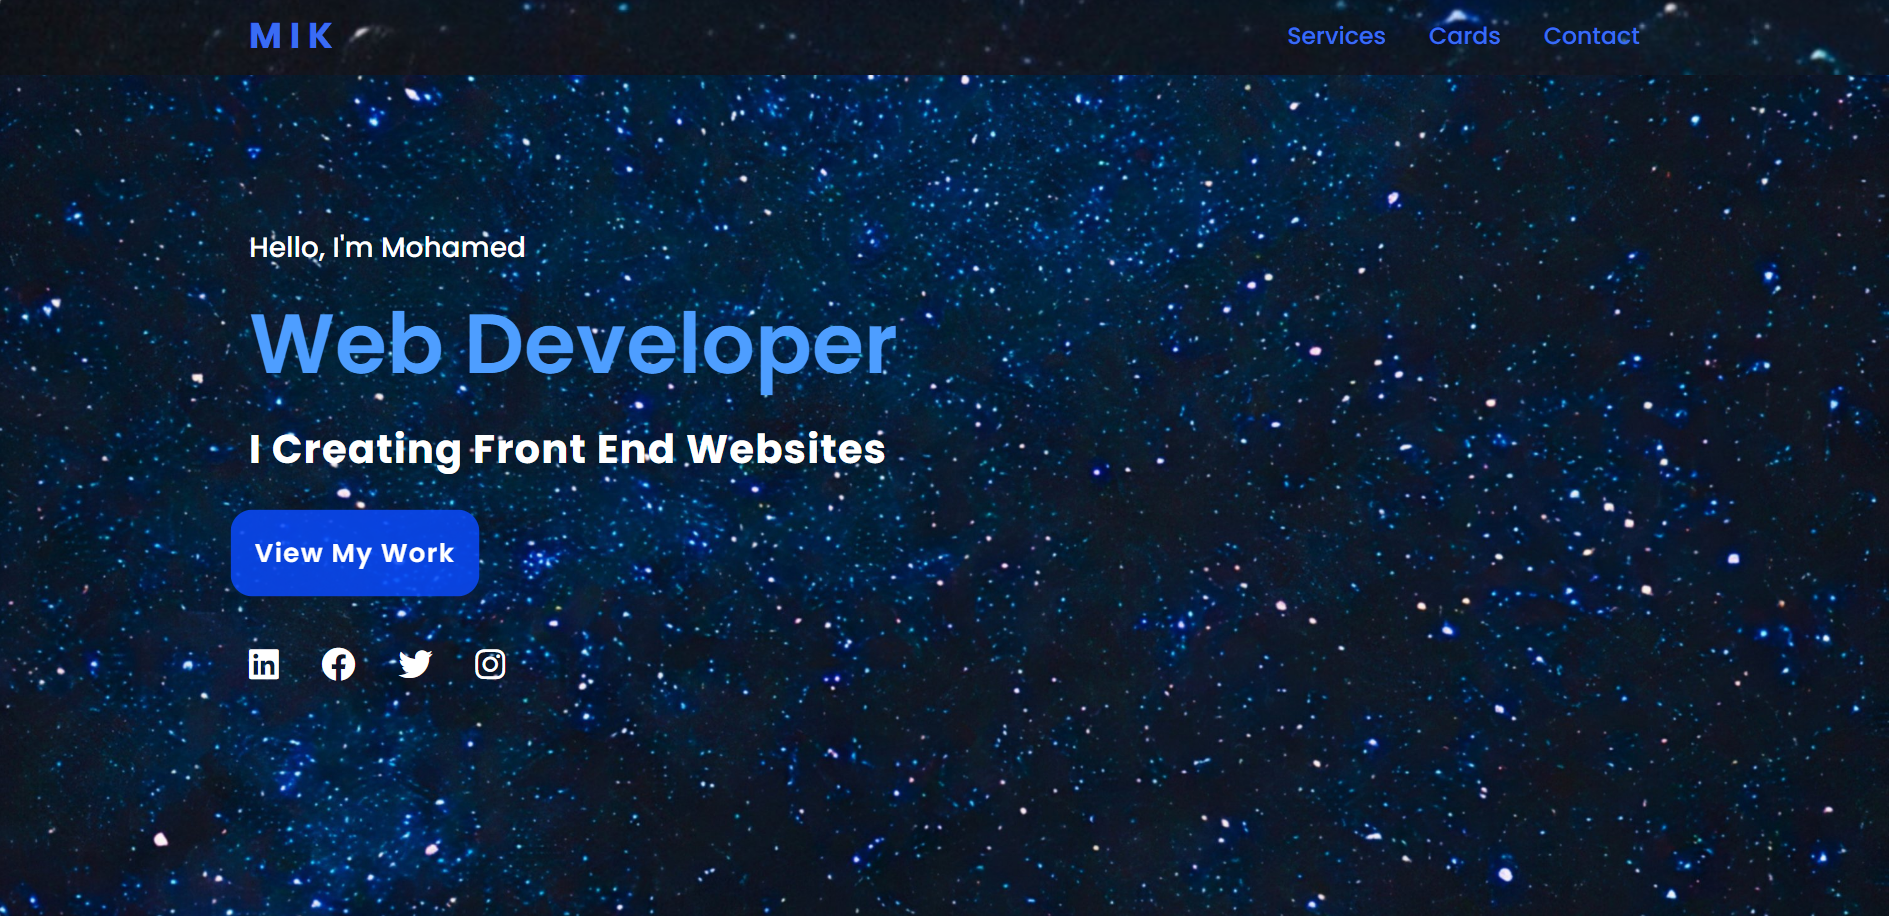 MIK
Services Cards Contact
Hello, I'm Mohamed
Web Developer
I Creating Front End Websites
View My Work